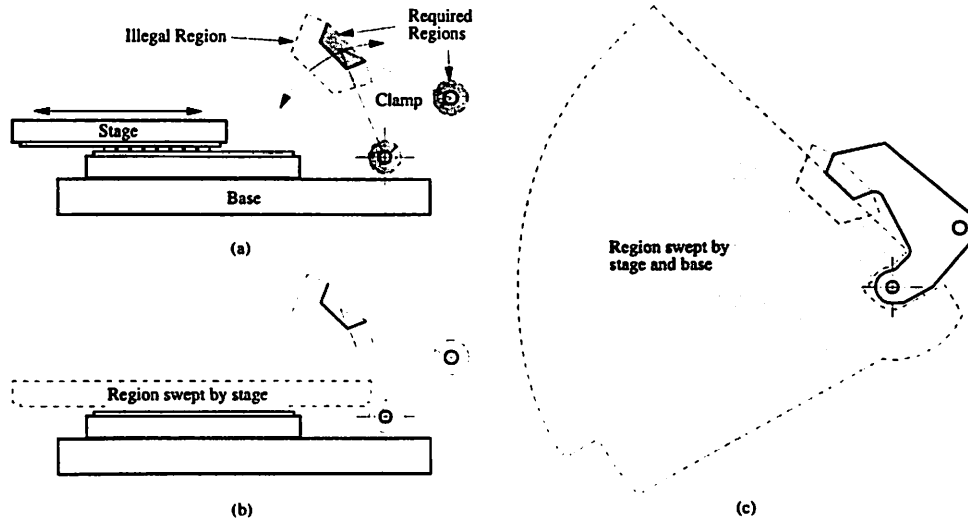 Illegal Region
Required
Regions
Clamp
Stage
Base
(a)
Region swept by stage
(b)
Region swept by
stage and base
(c)